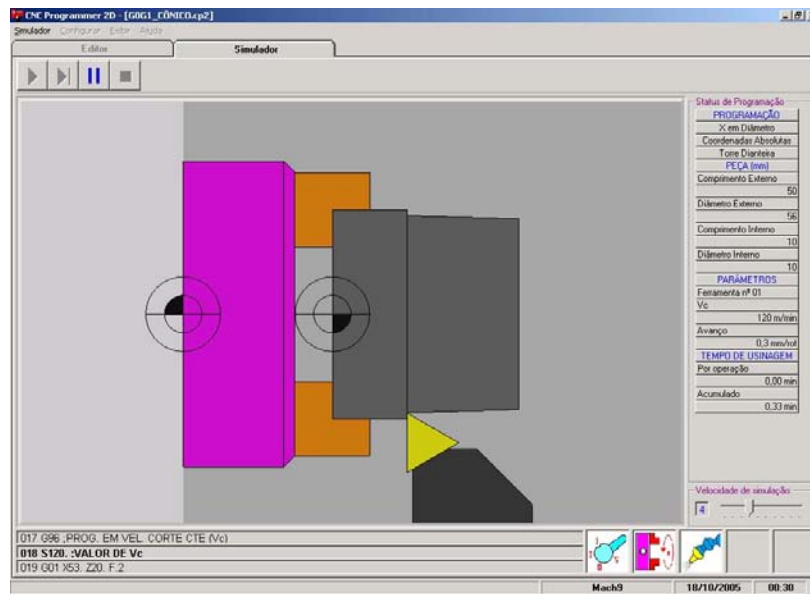 CNC Programmer 2D - [G0G1_CÔNICO.cp2]
Simulador Configurar Exibir Ajuda
Editor
Simulador
Status de Programação
PROGRAMAÇÃO
X em Diâmetro
Coordenadas Absolutas
Torre Dianteira
PEÇA (mm)
Comprimento Externo
50
Diâmetro Externo
56
Comprimento Interno
10
Diâmetro Interno
10
PARÂMETROS
Ferramenta nº 01
Vc
120 m/min
Avanço
0,3 mm/rot
TEMPO DE USINAGEM
Por operação
0,00 min
Acumulado
0,33 min
Velocidade de simulação
4
017 G96 ;PROG. EM VEL. CORTE CTE (Vc)
018 S120. ;VALOR DE Vc
019 G01 X53. Z20. F.2
Mach9
18/10/2005
00:30